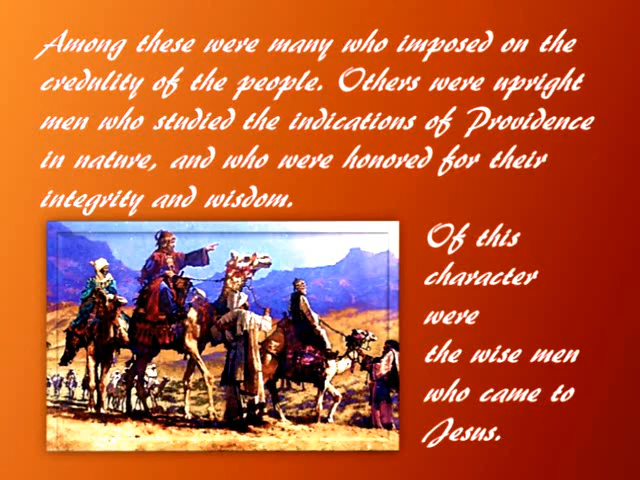 Among these were many who imposed on the
credulity of the people. Others were upright
men who studied the indications of Providence
in nature, and who were honored for their
integrity and wisdom.
Of this
character
were
the wise men
who came to
Jesus.